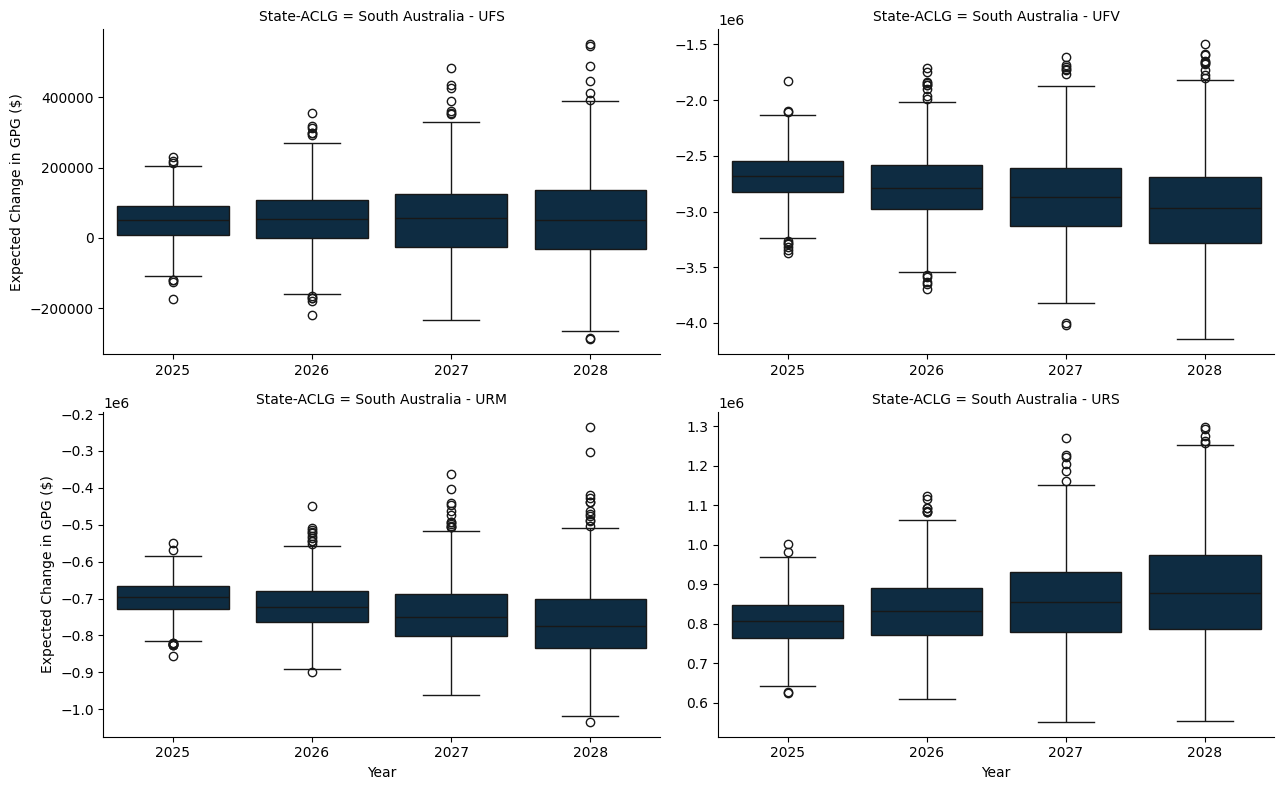 State-ACLG = South Australia - UFS
Expected Change in GPG ($)
400000
200000
0
−200000
2025 2026 2027 2028
State-ACLG = South Australia - UFV
1e6
−1.5
−2.0
−2.5
−3.0
−3.5
−4.0
2025 2026 2027 2028
State-ACLG = South Australia - URM
1e6
Expected Change in GPG ($)
−0.2
−0.3
−0.4
−0.5
−0.6
−0.7
−0.8
−0.9
−1.0
2025 2026 2027 2028
Year
State-ACLG = South Australia - URS
1e6
1.3
1.2
1.1
1.0
0.9
0.8
0.7
0.6
2025 2026 2027 2028
Year